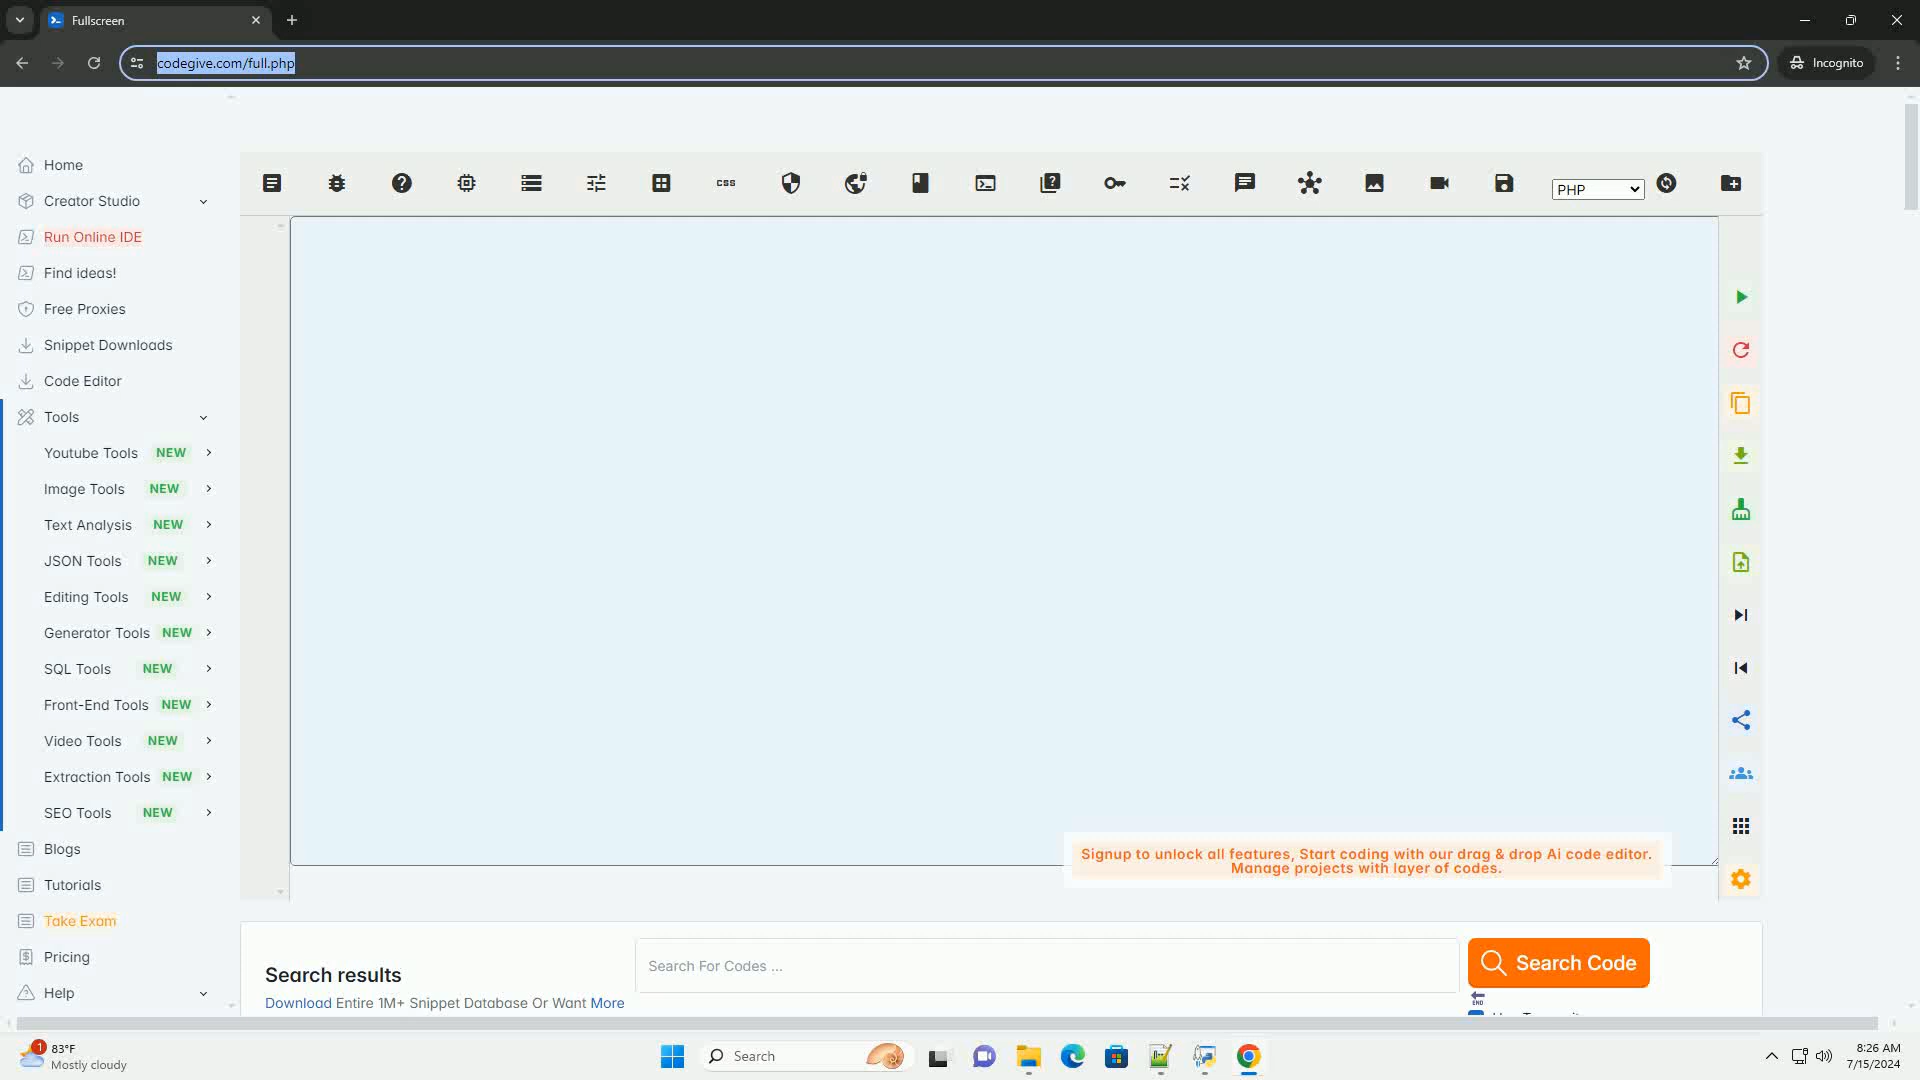 Fullscreen
codegive.com/full.php
Incognito
Home
Creator Studio
Run Online IDE
Find ideas!
Free Proxies
Snippet Downloads
Code Editor
Tools
Youtube Tools NEW
Image Tools NEW
Text Analysis NEW
JSON Tools NEW
Editing Tools NEW
Generator Tools NEW
SQL Tools NEW
Front-End Tools NEW
Video Tools NEW
Extraction Tools NEW
SEO Tools NEW
Blogs
Tutorials
Take Exam
Pricing
Help
css
PHP
Signup to unlock all features, Start coding with our drag & drop Ai code editor.
Manage projects with layer of codes.
Search results
Download Entire 1M+ Snippet Database Or Want More
Search For Codes ...
Search Code
END
1
83°F
Mostly cloudy
Search
8:26 AM
7/15/2024